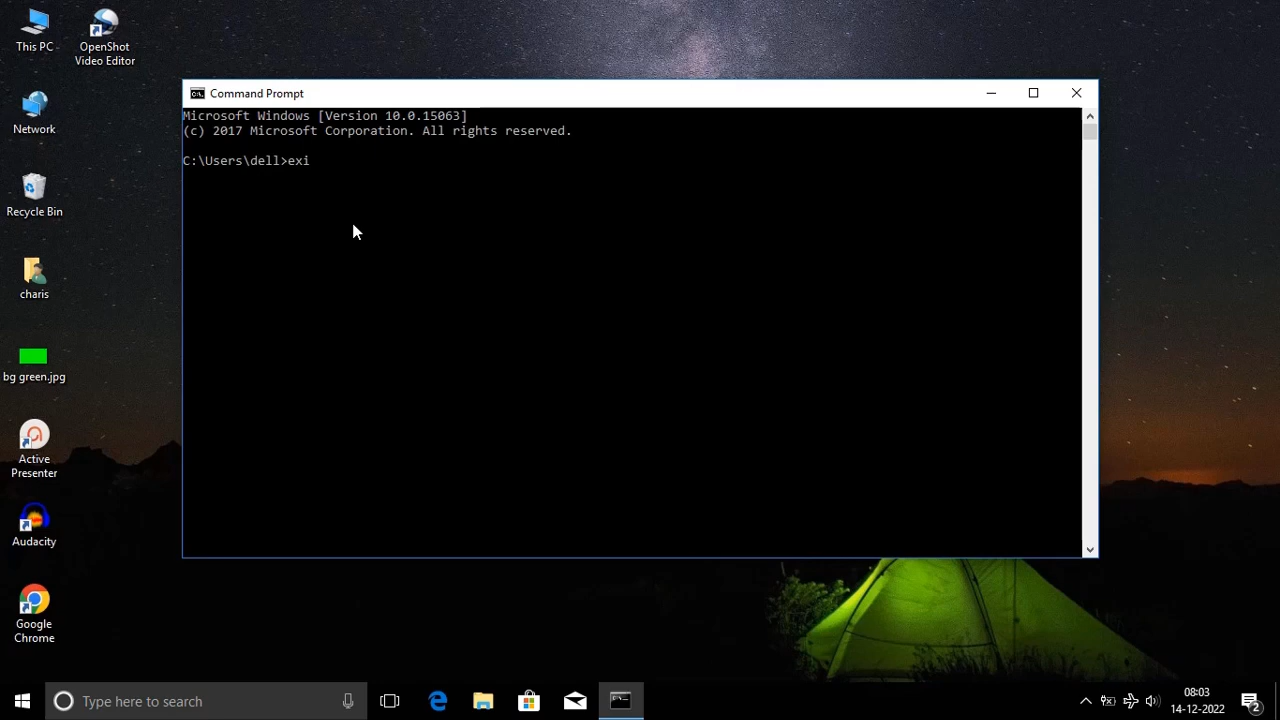 This PC
OpenShot
Video Editor
Network
Recycle Bin
charis
bg green.jpg
Active
Presenter
Audacity
Google
Chrome
Command Prompt
Microsoft Windows [Version 10.0.15063]
(c) 2017 Microsoft Corporation. All rights reserved.
C:\Users\dell>exi
Type here to search
08:03
14-12-2022
2